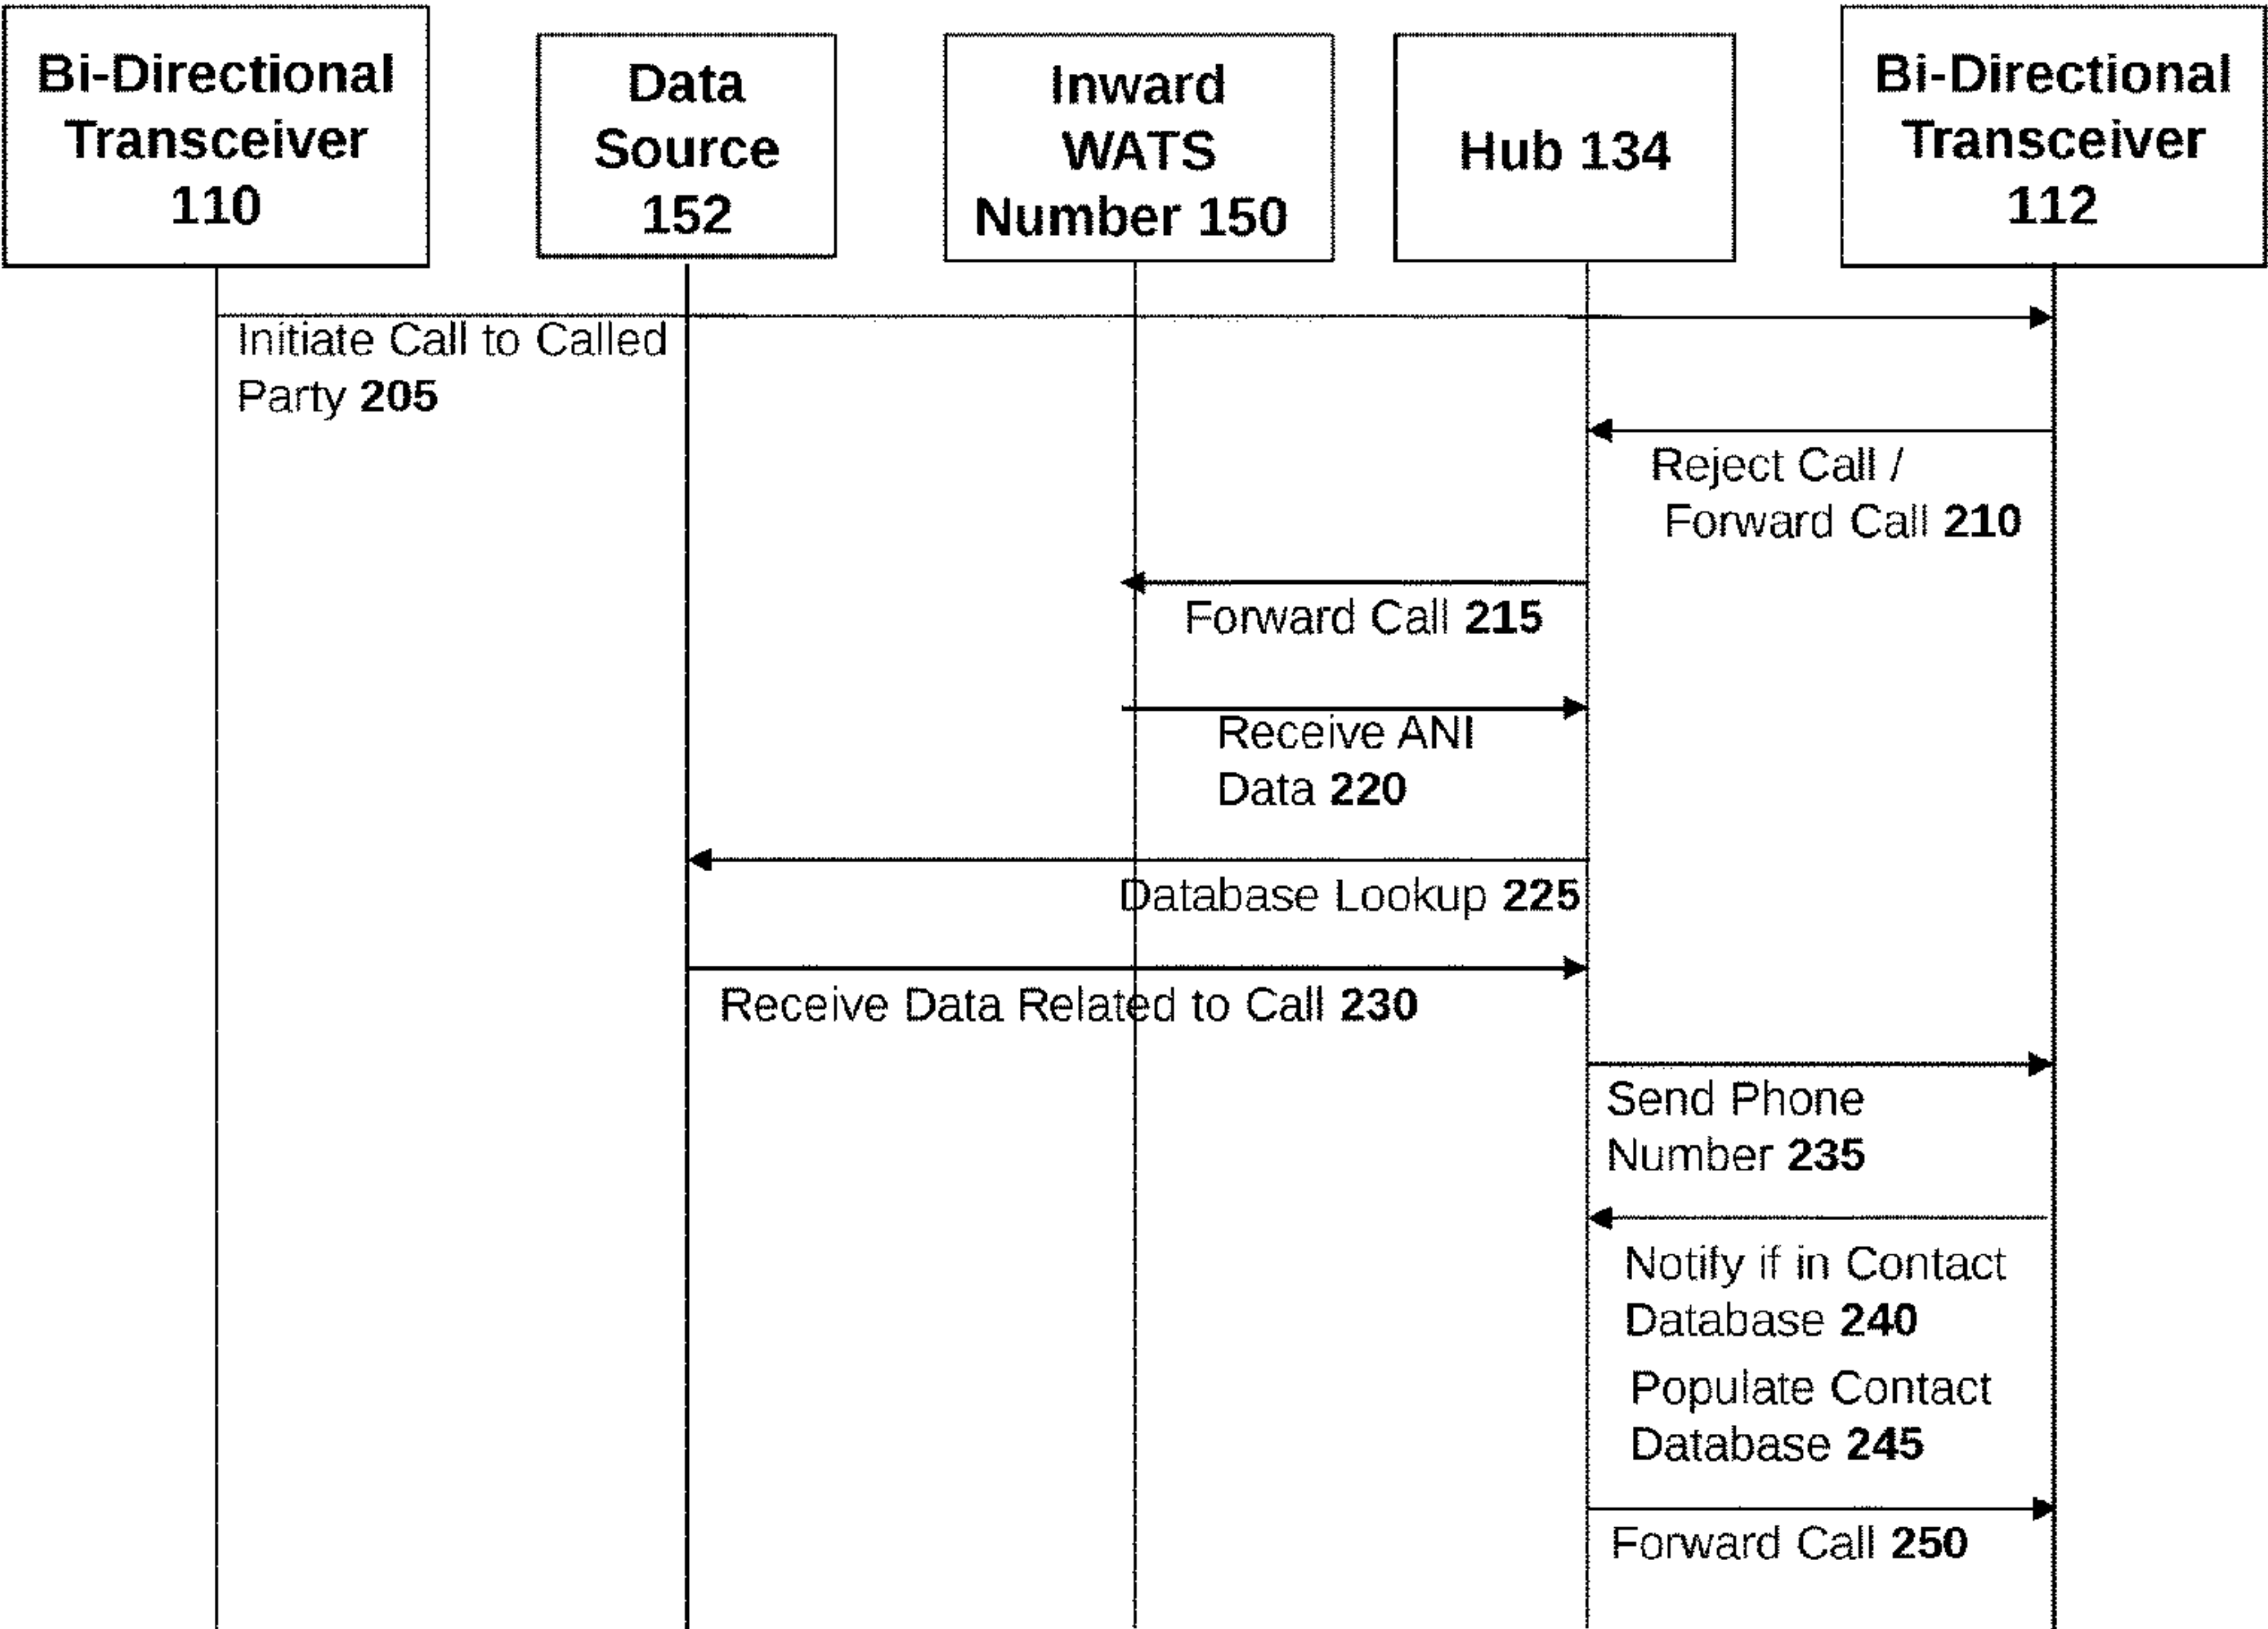 Bi-Directional
Transceiver
110
Data
Source
152
Inward
WATS
Number 150
Hub 134
Bi-Directional
Transceiver
112
Initiate Call to Called
Party 205
Reject Call /
Forward Call 210
Forward Call 215
Receive ANI
Data 220
Database Lookup 225
Receive Data Related to Call 230
Send Phone
Number 235
Notify if in Contact
Database 240
Populate Contact
Database 245
Forward Call 250